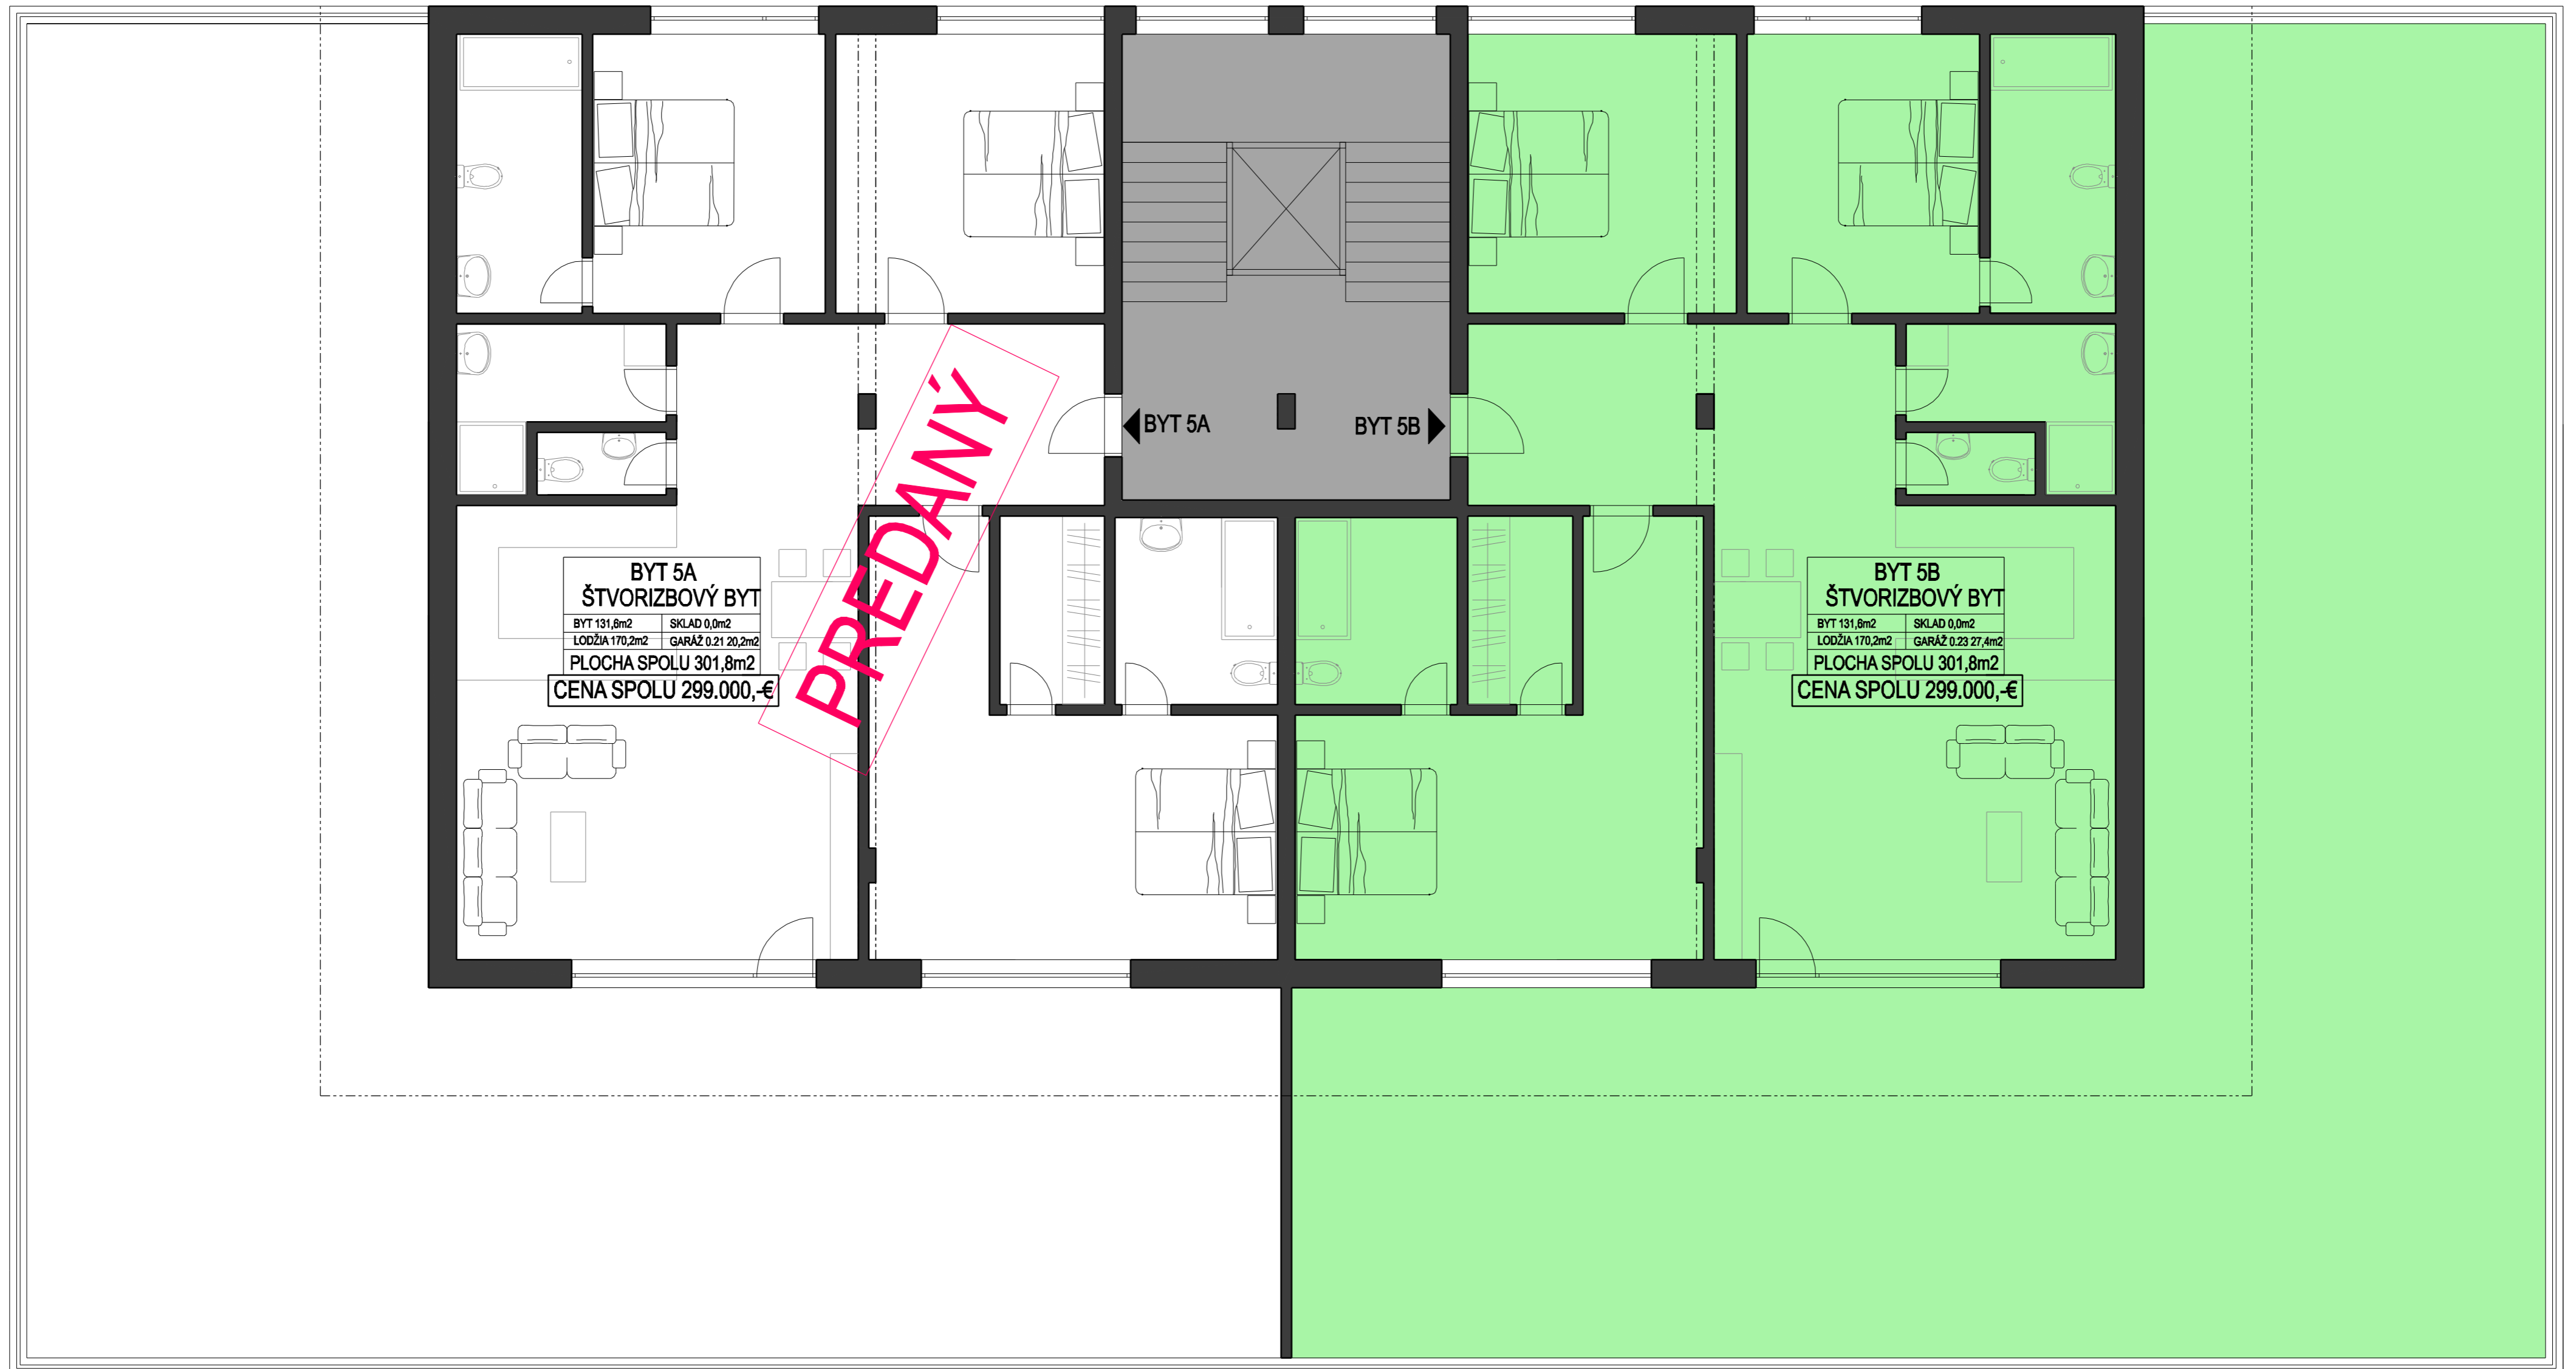 BYT 5A
BYT 5B
PREDANÝ
BYT 5A
ŠTVORIZBOVÝ BYT
BYT 131,6m2 SKLAD 0,0m2
LODŽIA 170,2m2 GARÁŽ 0.21 20,2m2
PLOCHA SPOLU 301,8m2
CENA SPOLU 299.000,-€
BYT 5B
ŠTVORIZBOVÝ BYT
BYT 131,6m2 SKLAD 0,0m2
LODŽIA 170,2m2 GARÁŽ 0.23 27,4m2
PLOCHA SPOLU 301,8m2
CENA SPOLU 299.000,-€